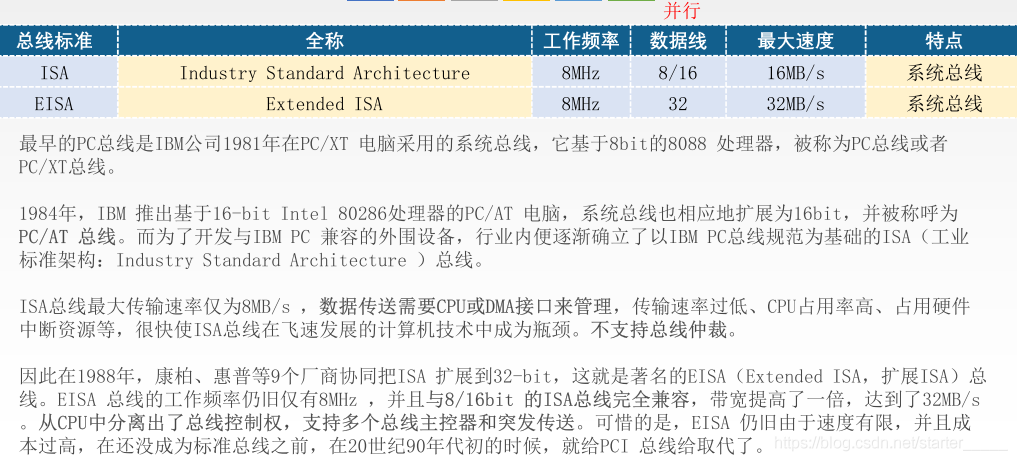 并行
总线标准 全称 工作频率 数据线 最大速度 特点
ISA Industry Standard Architecture 8MHz 8/16 16MB/s 系统总线
EISA Extended ISA 8MHz 32 32MB/s 系统总线
最早的PC总线是IBM公司1981年在PC/XT 电脑采用的系统总线，它基于8bit的8088 处理器，被称为PC总线或者
PC/XT总线。
1984年，IBM 推出基于16-bit Intel 80286处理器的PC/AT 电脑，系统总线也相应地扩展为16bit，并被称呼为
PC/AT 总线。而为了开发与IBM PC 兼容的外围设备，行业内便逐渐确立了以IBM PC总线规范为基础的ISA（工业
标准架构：Industry Standard Architecture ）总线。
ISA总线最大传输速率仅为8MB/s ，数据传送需要CPU或DMA接口来管理，传输速率过低、CPU占用率高、占用硬件
中断资源等，很快使ISA总线在飞速发展的计算机技术中成为瓶颈。不支持总线仲裁。
因此在1988年，康柏、惠普等9个厂商协同把ISA 扩展到32-bit，这就是著名的EISA（Extended ISA，扩展ISA）总
线。EISA 总线的工作频率仍旧仅有8MHz ，并且与8/16bit 的ISA总线完全兼容，带宽提高了一倍，达到了32MB/s
。从CPU中分离出了总线控制权，支持多个总线主控器和突发传送。可惜的是，EISA 仍旧由于速度有限，并且成
本过高，在还没成为标准总线之前，在20世纪90年代初的时候，就给PCI 总线给取代了。
https://blog.csdn.net/starter_____